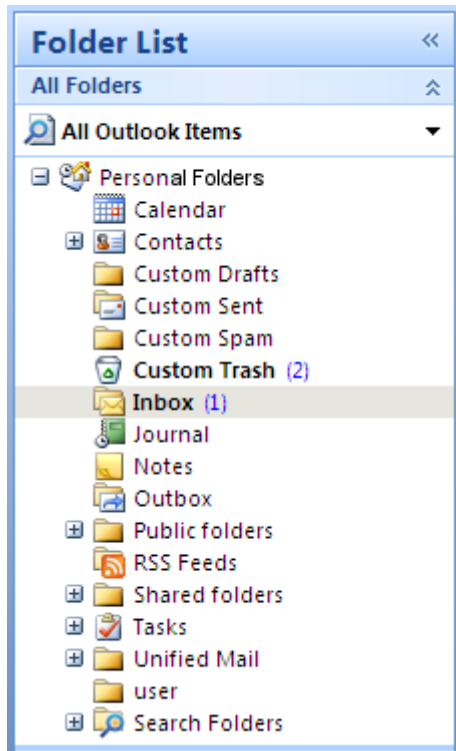 Folder List
All Folders
All Outlook Items
Personal Folders
Calendar
Contacts
Custom Drafts
Custom Sent
Custom Spam
Custom Trash (2)
Inbox (1)
Journal
Notes
Outbox
Public folders
RSS Feeds
Shared folders
Tasks
Unified Mail
user
Search Folders